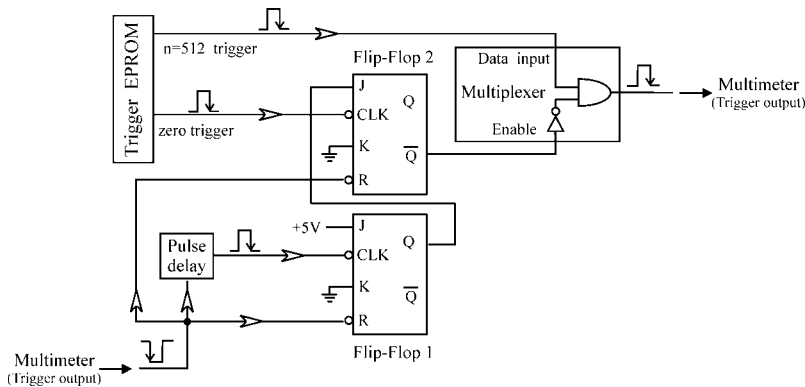 Trigger EPROM
n=512 trigger
zero trigger
Flip-Flop 2
J
Q
CLK
K
Q
R
Data input
Multiplexer
Enable
Multimeter
(Trigger output)
+5V
J
Q
CLK
K
Q
R
Flip-Flop 1
Pulse
delay
Multimeter
(Trigger output)